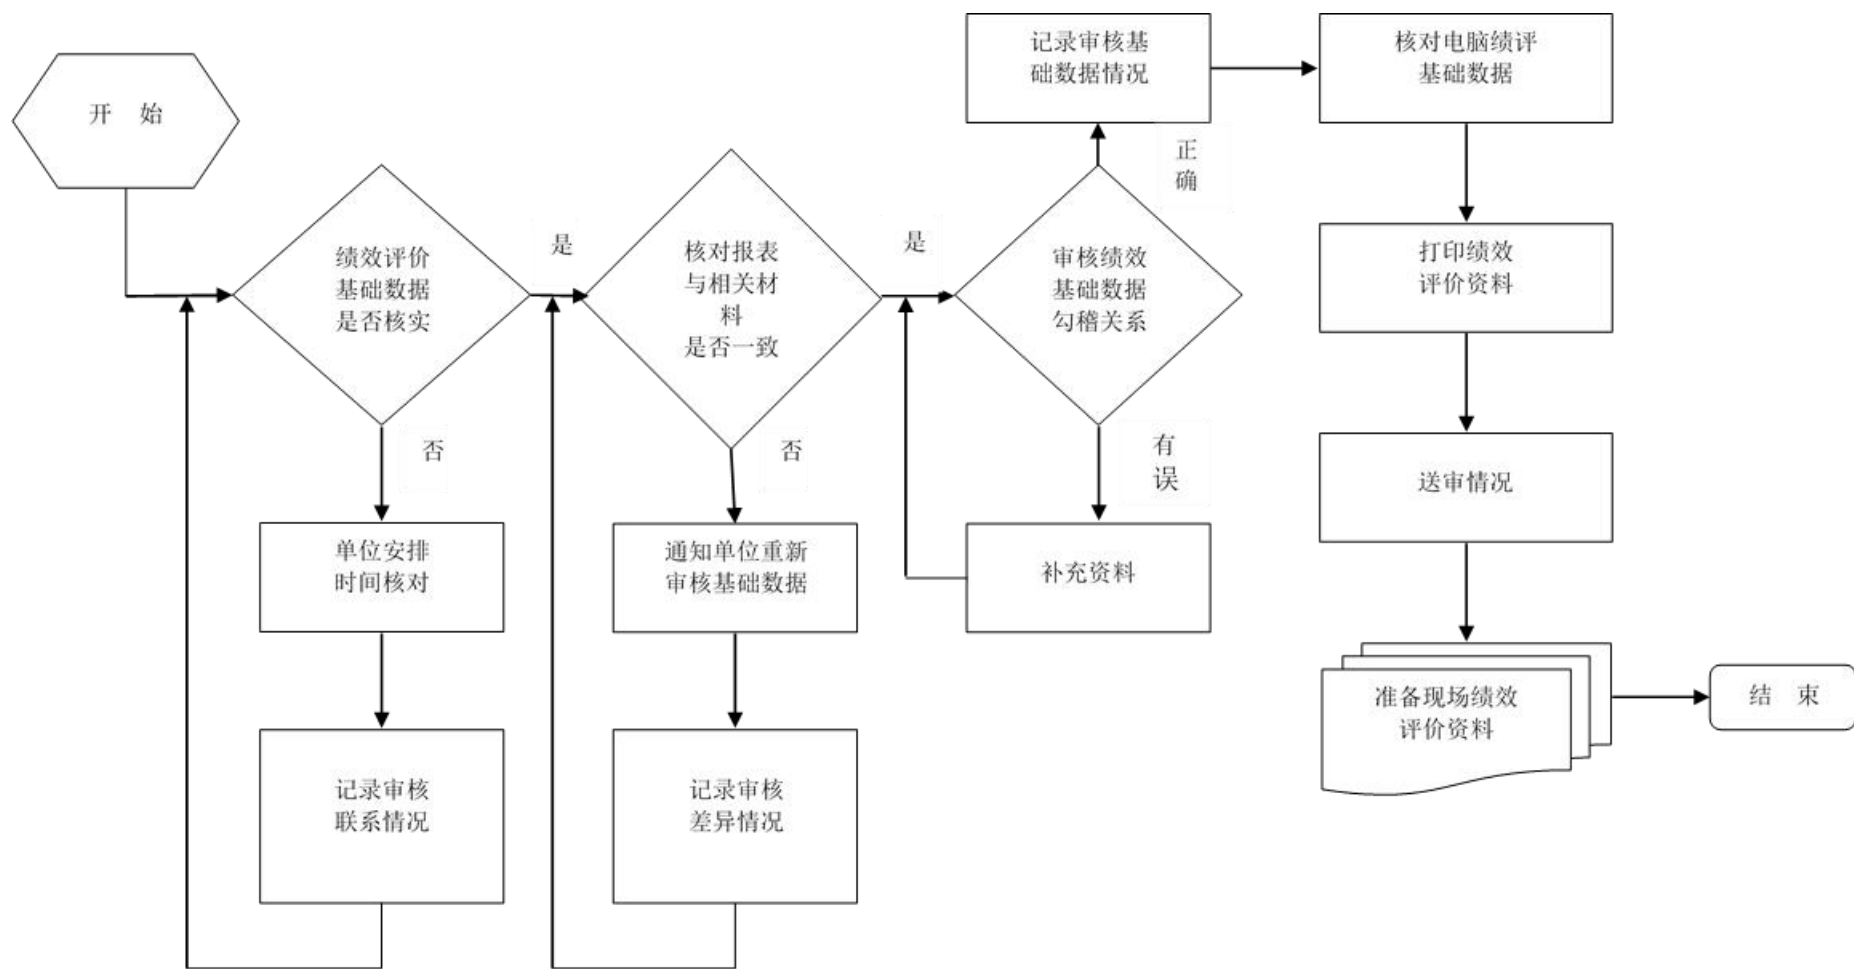 开 始
绩效评价
基础数据
是否核实
是
否
单位安排
时间核对
记录审核
联系情况
核对报表
与相关材
料
是否一致
是
否
通知单位重新
审核基础数据
记录审核
差异情况
审核绩效
基础数据
勾稽关系
正
确
有
误
补充资料
记录审核基
础数据情况
核对电脑绩评
基础数据
打印绩效
评价资料
送审情况
准备现场绩效
评价资料
结 束